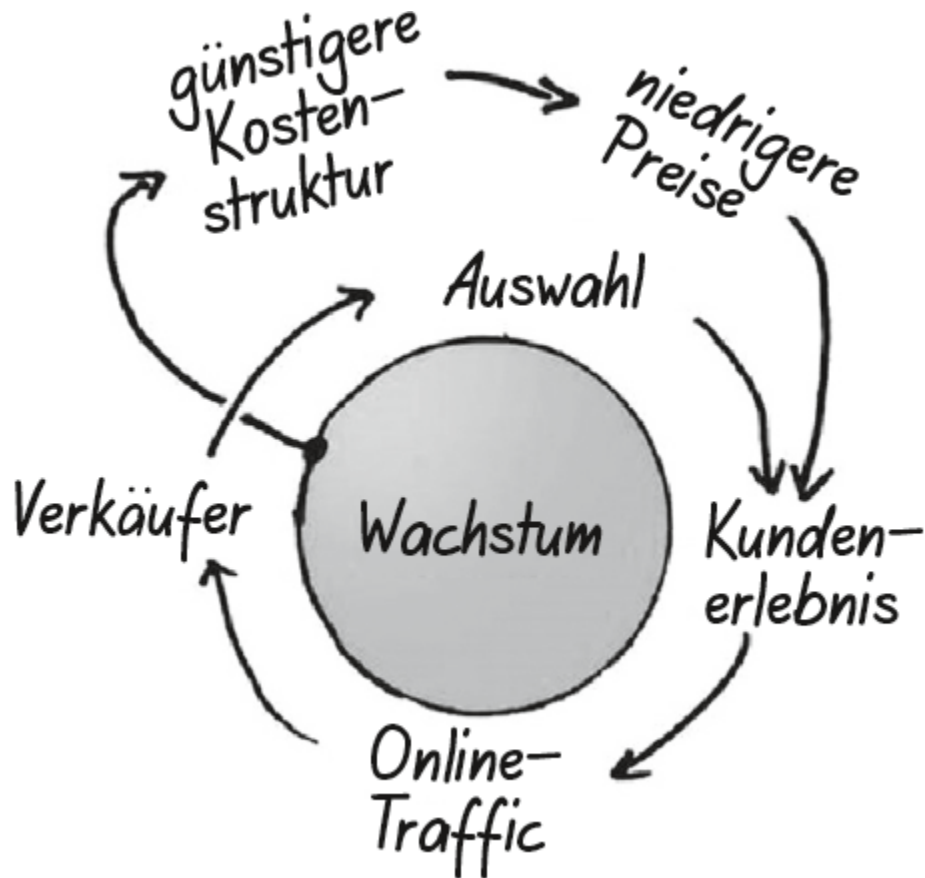 günstigere
Kosten-
struktur
niedrigere
Preise
Auswahl
Verkäufer
Wachstum
Kunden-
erlebnis
Online-
Traffic